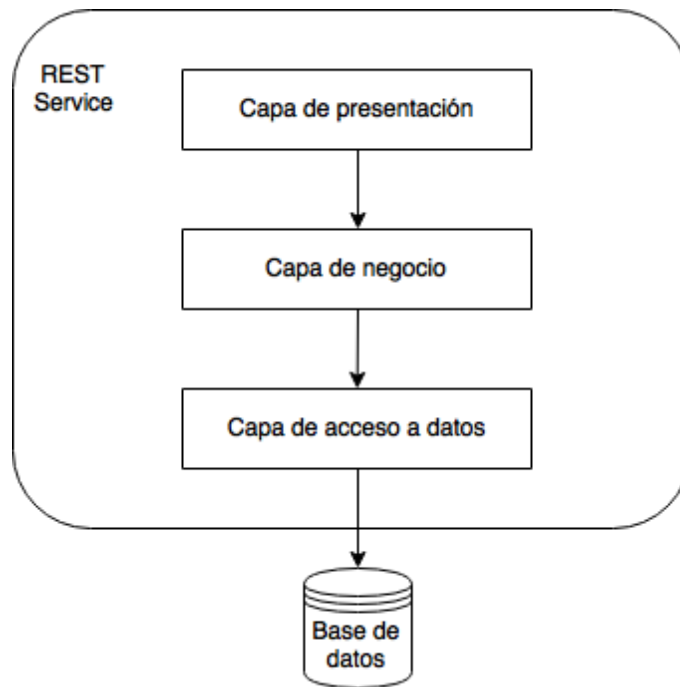 REST
Service
Capa de presentación
Capa de negocio
Capa de acceso a datos
Base de
datos